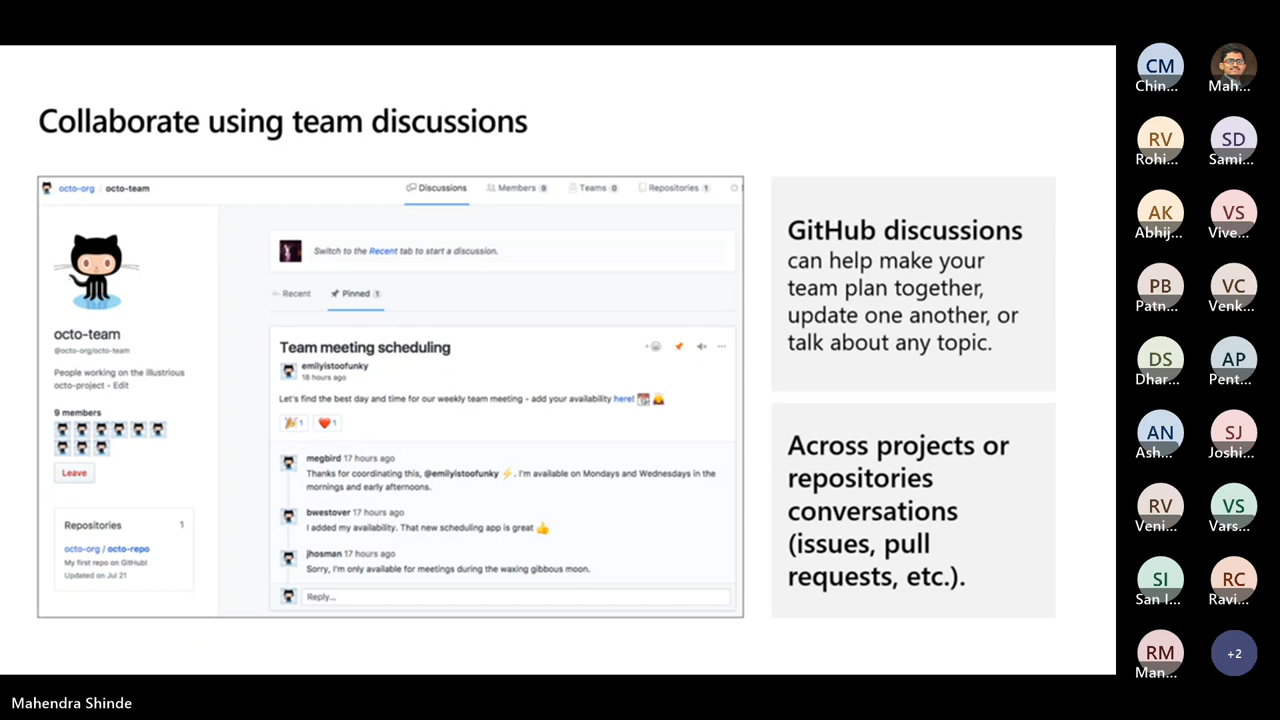 Collaborate using team discussions
octo-org / octo-team
Discussions
Members 9
Teams 0
Repositories 1
Switch to the Recent tab to start a discussion.
Recent
Pinned 1
octo-team
@octo-org/octo-team
People working on the illustrious
octo-project - Edit
9 members
Leave
Repositories 1
octo-org / octo-repo
My first repo on GitHub!
Updated on Jul 21
Team meeting scheduling
emilyistoofunky
18 hours ago
Let's find the best day and time for our weekly team meeting - add your availability here!
1
1
megbird 17 hours ago
Thanks for coordinating this, @emilyistoofunky ⚡. I'm available on Mondays and Wednesdays in the
mornings and early afternoons.
bwestover 17 hours ago
I added my availability. That new scheduling app is great 👍
jhosman 17 hours ago
Sorry, I'm only available for meetings during the waxing gibbous moon.
Reply...
GitHub discussions
can help make your
team plan together,
update one another, or
talk about any topic.
Across projects or
repositories
conversations
(issues, pull
requests, etc.).
CM
Chin...
Mah...
RV
Rohi...
SD
Sami...
AK
Abhij...
VS
Vive...
PB
Patn...
VC
Venk...
DS
Dhar...
AP
Pent...
AN
Ash...
SJ
Joshi...
RV
Veni...
VS
Vars...
SI
San I...
RC
Ravi...
RM
Man...
+2
Mahendra Shinde